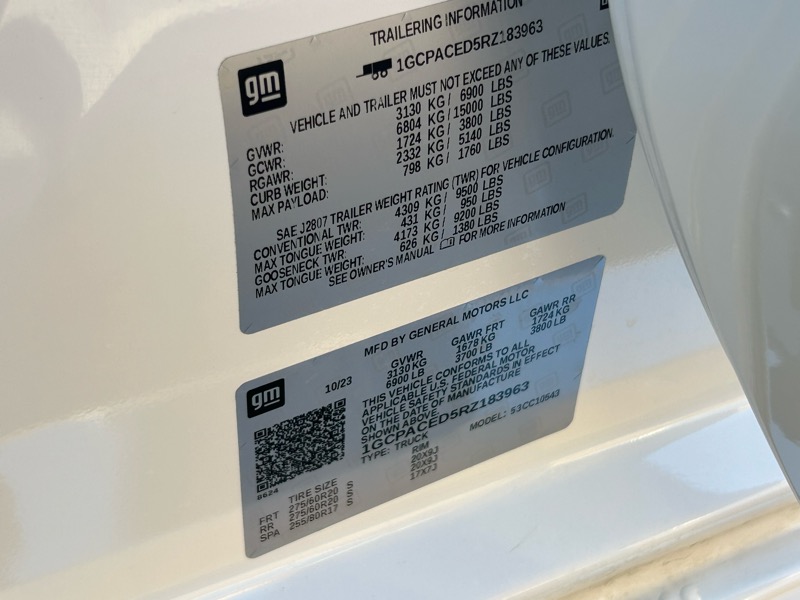 TRAILERING INFORMATION
gm
1GCPACED5RZ183963
VEHICLE AND TRAILER MUST NOT EXCEED ANY OF THESE VALUES.
GVWR: 3130 KG/ 6900 LBS
GCWR: 6804 KG/ 15000 LBS
RGAWR: 1724 KG/ 3800 LBS
CURB WEIGHT: 2332 KG/ 5140 LBS
MAX PAYLOAD: 798 KG/ 1760 LBS
SAE J2807 TRAILER WEIGHT RATING (TWR) FOR VEHICLE CONFIGURATION.
CONVENTIONAL TWR: 4309 KG/ 9500 LBS
MAX TONGUE WEIGHT: 431 KG/ 950 LBS
GOOSENECK TWR: 4173 KG/ 9200 LBS
MAX TONGUE WEIGHT: 626 KG/ 1380 LBS
SEE OWNER'S MANUAL FOR MORE INFORMATION
MFD BY GENERAL MOTORS LLC
gm
10/23
GVWR GAWR FRT GAWR RR
3130 KG 1678 KG 1724 KG
6900 LB 3700 LB 3800 LB
THIS VEHICLE CONFORMS TO ALL
APPLICABLE U.S. FEDERAL MOTOR
VEHICLE SAFETY STANDARDS IN EFFECT
ON THE DATE OF MANUFACTURE
SHOWN ABOVE.
1GCPACED5RZ183963
TYPE: TRUCK MODEL: 53CC10543
8624
TIRE SIZE RIM
FRT 275/60R20 S 20X9J
RR 275/60R20 S 20X9J
SPA 255/80R17 S 17X7J